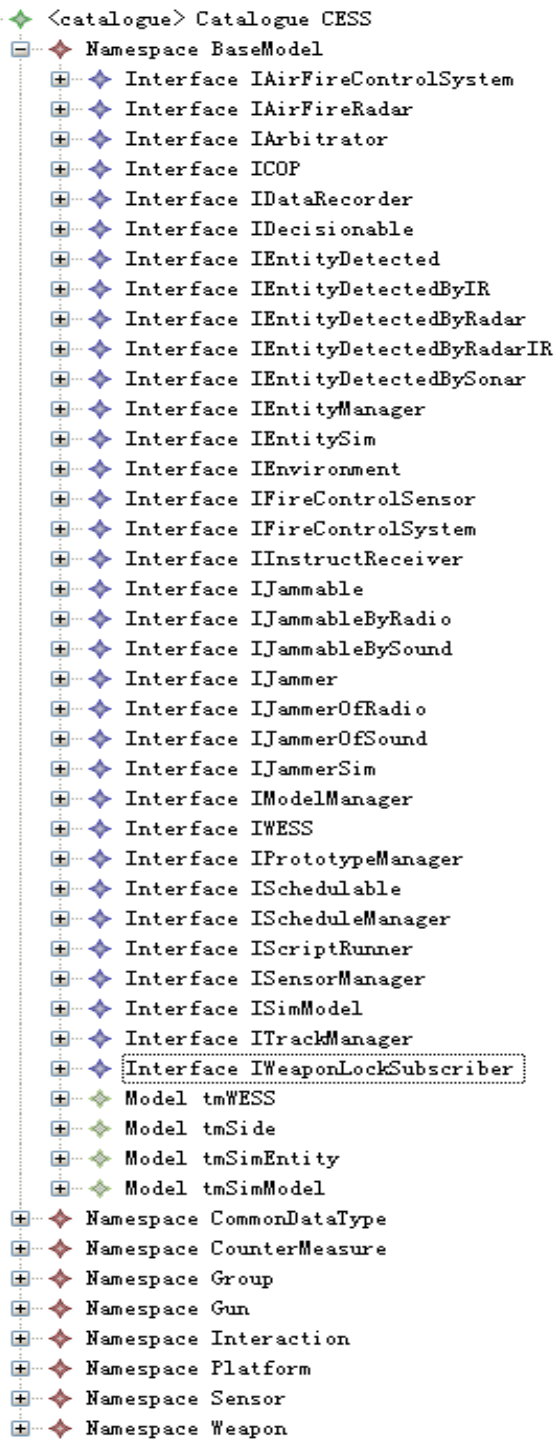 <catalogue> Catalogue CESS
Namespace BaseModel
Interface IAirFireControlSystem
Interface IAirFireRadar
Interface IArbitrator
Interface ICOP
Interface IDataRecorder
Interface IDecisionable
Interface IEntityDetected
Interface IEntityDetectedByIR
Interface IEntityDetectedByRadar
Interface IEntityDetectedByRadarIR
Interface IEntityDetectedBySonar
Interface IEntityManager
Interface IEntitySim
Interface IEnvironment
Interface IFireControlSensor
Interface IFireControlSystem
Interface IInstructReceiver
Interface IJammable
Interface IJammableByRadio
Interface IJammableBySound
Interface IJammer
Interface IJammerOfRadio
Interface IJammerOfSound
Interface IJammerSim
Interface IModelManager
Interface IWESS
Interface IPrototypeManager
Interface ISchedulable
Interface IScheduleManager
Interface IScriptRunner
Interface ISensorManager
Interface ISimModel
Interface ITrackManager
Interface IWeaponLockSubscriber
Model tmWESS
Model tmSide
Model tmSimEntity
Model tmSimModel
Namespace CommonDataType
Namespace CounterMeasure
Namespace Group
Namespace Gun
Namespace Interaction
Namespace Platform
Namespace Sensor
Namespace Weapon